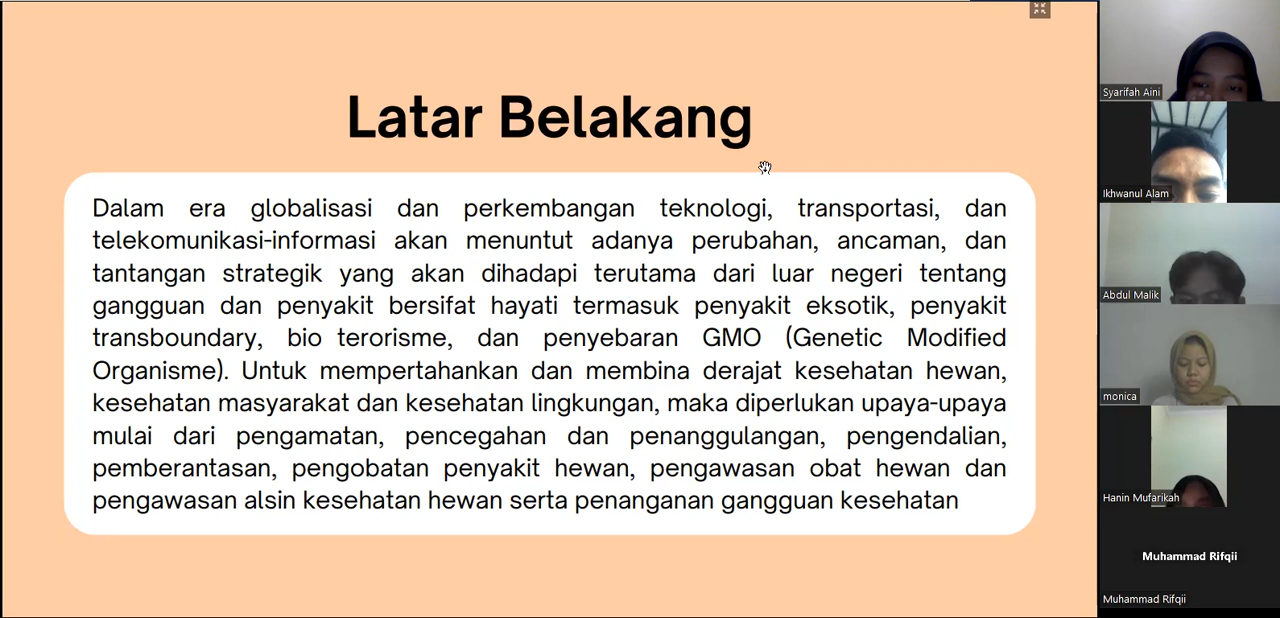 Latar Belakang
Dalam era globalisasi dan perkembangan teknologi, transportasi, dan
telekomunikasi-informasi akan menuntut adanya perubahan, ancaman, dan
tantangan strategik yang akan dihadapi terutama dari luar negeri tentang
gangguan dan penyakit bersifat hayati termasuk penyakit eksotik, penyakit
transboundary, bio terorisme, dan penyebaran GMO (Genetic Modified
Organisme). Untuk mempertahankan dan membina derajat kesehatan hewan,
kesehatan masyarakat dan kesehatan lingkungan, maka diperlukan upaya-upaya
mulai dari pengamatan, pencegahan dan penanggulangan, pengendalian,
pemberantasan, pengobatan penyakit hewan, pengawasan obat hewan dan
pengawasan alsin kesehatan hewan serta penanganan gangguan kesehatan
Syarifah Aini
Ikhwanul Alam
Abdul Malik
monica
Hanin Mufarikah
Muhammad Rifqii
Muhammad Rifqii